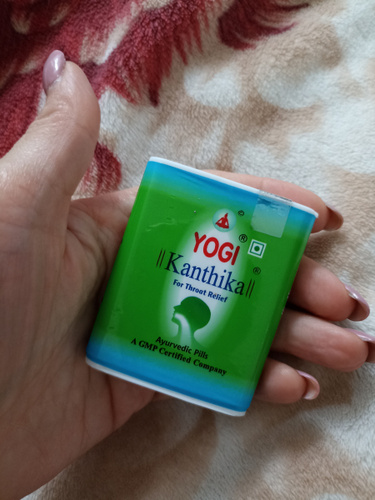 YOGI®
||Kanthika||®
For Throat Relief
Ayurvedic Pills
A GMP Certified Company